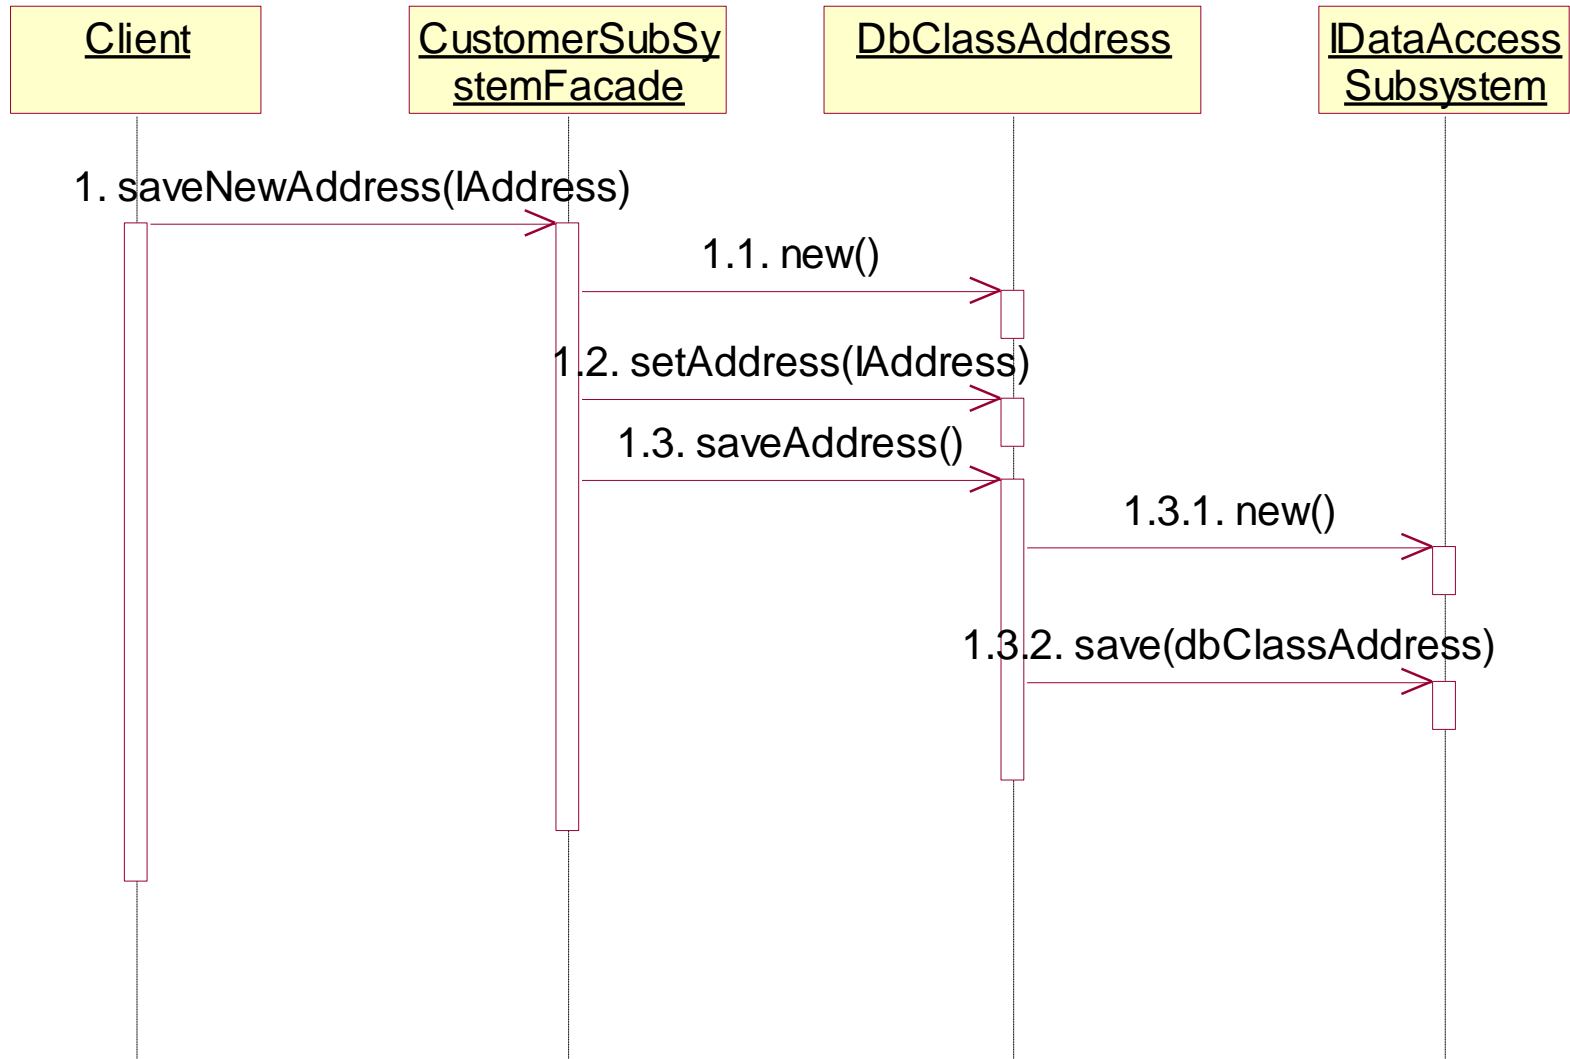 Client
CustomerSubSy
stemFacade
DbClassAddress
IDataAccess
Subsystem
1. saveNewAddress(IAddress)
1.1. new()
1.2. setAddress(IAddress)
1.3. saveAddress()
1.3.1. new()
1.3.2. save(dbClassAddress)